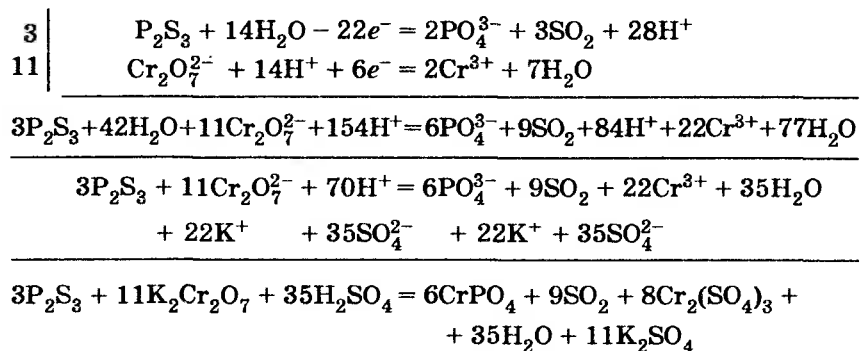 3 | P₂S₃ + 14H₂O – 22e⁻ = 2PO₄³⁻ + 3SO₂ + 28H⁺
11 | Cr₂O₇²⁻ + 14H⁺ + 6e⁻ = 2Cr³⁺ + 7H₂O
3P₂S₃+42H₂O+11Cr₂O₇²⁻+154H⁺=6PO₄³⁻+9SO₂+84H⁺+22Cr³⁺+77H₂O
3P₂S₃ + 11Cr₂O₇²⁻ + 70H⁺ = 6PO₄³⁻ + 9SO₂ + 22Cr³⁺ + 35H₂O
+ 22K⁺ + 35SO₄²⁻ + 22K⁺ + 35SO₄²⁻
3P₂S₃ + 11K₂Cr₂O₇ + 35H₂SO₄ = 6CrPO₄ + 9SO₂ + 8Cr₂(SO₄)₃ +
+ 35H₂O + 11K₂SO₄